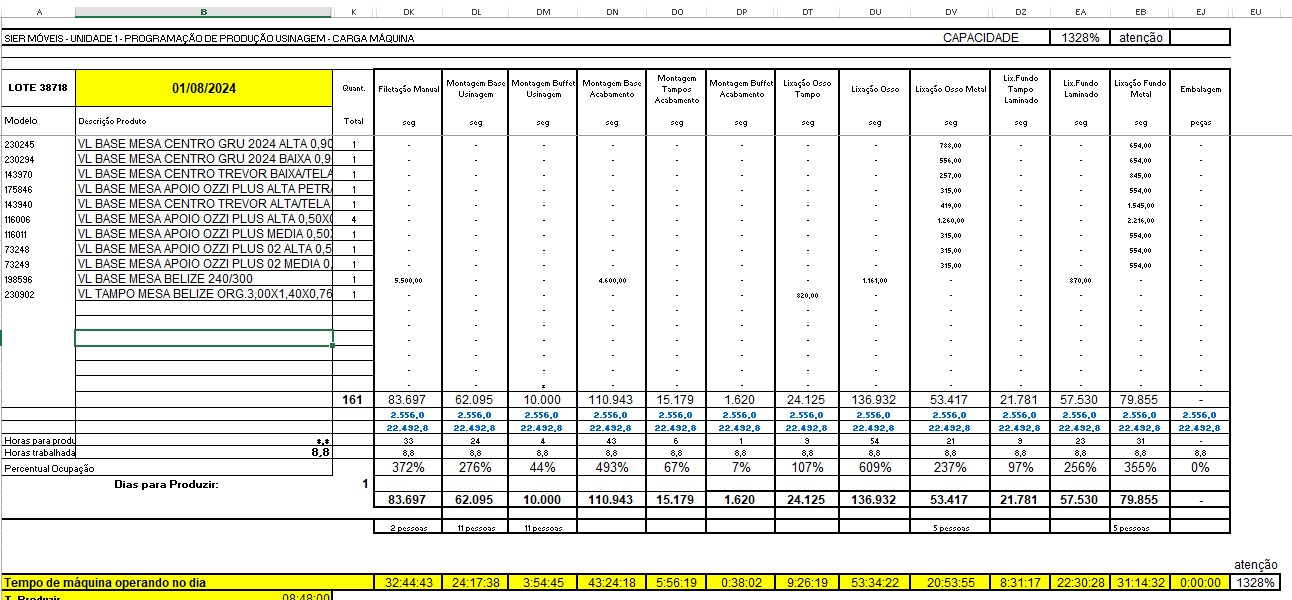 A B K DK DL DM DN DO DP DT DU DV DZ EA EB EJ EU
SIER MÓVEIS - UNIDADE 1 - PROGRAMAÇÃO DE PRODUÇÃO USINAGEM - CARGA MÁQUINA CAPACIDADE 1328% atenção
LOTE 38718 01/08/2024 Quant. Filetação Manual Montagem Base Usinagem Montagem Buffet Usinagem Montagem Base Acabamento Montagem Tampos Acabamento Montagem Buffet Acabamento Lixação Osso Tampo Lixação Osso Lixação Osso Metal Lix.Fundo Tampo Laminado Lix.Fundo Laminado Lixação Fundo Metal Embalagem
Modelo Descrição Produto Total seg seg seg seg seg seg seg seg seg seg seg seg peças
230245 VL BASE MESA CENTRO GRU 2024 ALTA 0,90 1 - - - - - - - - 788,00 - - 654,00 -
230294 VL BASE MESA CENTRO GRU 2024 BAIXA 0,9 1 - - - - - - - - 556,00 - - 654,00 -
143970 VL BASE MESA CENTRO TREVOR BAIXA/TELA 1 - - - - - - - - 257,00 - - 845,00 -
175846 VL BASE MESA APOIO OZZI PLUS ALTA PETR 1 - - - - - - - - 315,00 - - 554,00 -
143940 VL BASE MESA CENTRO TREVOR ALTA/TELA 1 - - - - - - - - 419,00 - - 1.545,00 -
116006 VL BASE MESA APOIO OZZI PLUS ALTA 0,50X 4 - - - - - - - - 1.260,00 - - 2.216,00 -
116011 VL BASE MESA APOIO OZZI PLUS MEDIA 0,50 1 - - - - - - - - 315,00 - - 554,00 -
73248 VL BASE MESA APOIO OZZI PLUS 02 ALTA 0,5 1 - - - - - - - - 315,00 - - 554,00 -
73249 VL BASE MESA APOIO OZZI PLUS 02 MEDIA 0, 1 - - - - - - - - 315,00 - - 554,00 -
198596 VL BASE MESA BELIZE 240/300 1 5.500,00 - - 4.600,00 - - - 1.161,00 - - 870,00 - -
230902 VL TAMPO MESA BELIZE ORG.3,00X1,40X0,76 1 - - - - - - 820,00 - - - - - -
- - - - - - - - - - - - -
- - - - - - - - - - - - -
- - - - - - - - - - - - -
- - - - - - - - - - - - -
- - - - - - - - - - - - -
- - - - - - - - - - - -
161 83.697 62.095 10.000 110.943 15.179 1.620 24.125 136.932 53.417 21.781 57.530 79.855 -
2.556,0 2.556,0 2.556,0 2.556,0 2.556,0 2.556,0 2.556,0 2.556,0 2.556,0 2.556,0 2.556,0 2.556,0 2.556,0
22.492,8 22.492,8 22.492,8 22.492,8 22.492,8 22.492,8 22.492,8 22.492,8 22.492,8 22.492,8 22.492,8 22.492,8 22.492,8
Horas para produ 33 24 4 43 6 1 9 54 21 9 23 31 -
Horas trabalhada 8,8 8,8 8,8 8,8 8,8 8,8 8,8 8,8 8,8 8,8 8,8 8,8 8,8 8,8
Percentual Ocupação 372% 276% 44% 493% 67% 7% 107% 609% 237% 97% 256% 355% 0%
Dias para Produzir: 1
83.697 62.095 10.000 110.943 15.179 1.620 24.125 136.932 53.417 21.781 57.530 79.855 -
2 pessoas 11 pessoas 11 pessoas 5 pessoas 5 pessoas
atenção
Tempo de máquina operando no dia 32:44:43 24:17:38 3:54:45 43:24:18 5:56:19 0:38:02 9:26:19 53:34:22 20:53:55 8:31:17 22:30:28 31:14:32 0:00:00 1328%
T. Produzir 08:48:00